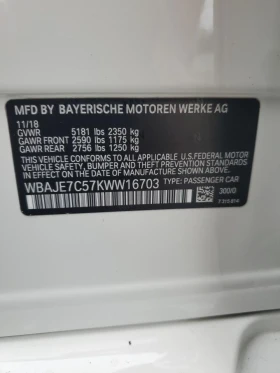 MFD BY BAYERISCHE MOTOREN WERKE AG
11/18
GVWR 5181 lbs 2350 kg
GAWR FRONT 2590 lbs 1175 kg
GAWR REAR 2756 lbs 1250 kg
THIS VEHICLE CONFORMS TO ALL APPLICABLE U.S.FEDERAL MOTOR
VEHICLE SAFETY, BUMPER, AND THEFT PREVENTION STANDARDS
IN EFFECT ON THE DATE OF MANUFACTURE SHOWN ABOVE.
WBAJE7C57KWW16703 TYPE: PASSENGER CAR
300/0